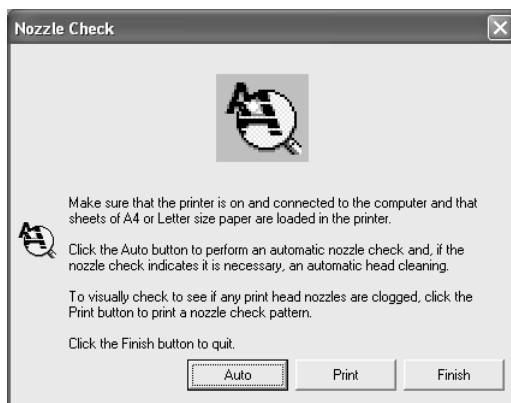 Nozzle Check
Make sure that the printer is on and connected to the computer and that
sheets of A4 or Letter size paper are loaded in the printer.
Click the Auto button to perform an automatic nozzle check and, if the
nozzle check indicates it is necessary, an automatic head cleaning.
To visually check to see if any print head nozzles are clogged, click the
Print button to print a nozzle check pattern.
Click the Finish button to quit.
Auto Print Finish